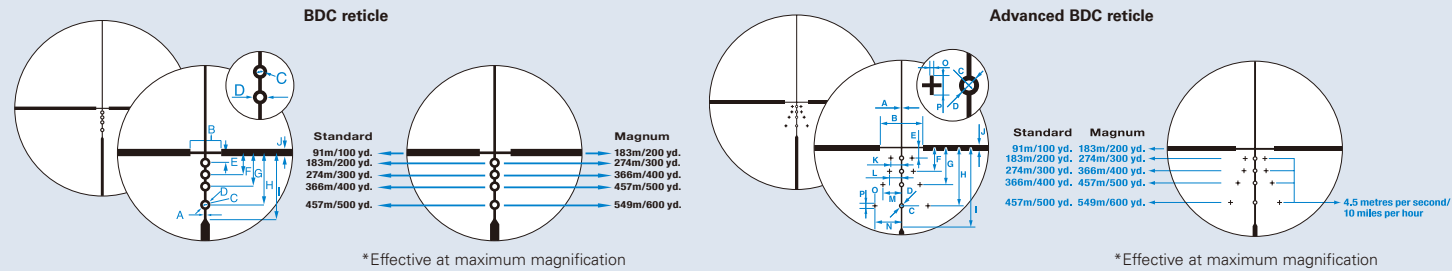 BDC reticle
C
D
B
J
E
F
G
H
I
D
C
A
Standard
91m/100 yd.
183m/200 yd.
274m/300 yd.
366m/400 yd.
457m/500 yd.
Magnum
183m/200 yd.
274m/300 yd.
366m/400 yd.
457m/500 yd.
549m/600 yd.
*Effective at maximum magnification
Advanced BDC reticle
O
C
P
D
A
B
E
J
F
G
H
K
L
O
P
M
D
C
N
I
Standard Magnum
91m/100 yd. 183m/200 yd.
183m/200 yd. 274m/300 yd.
274m/300 yd. 366m/400 yd.
366m/400 yd. 457m/500 yd.
457m/500 yd. 549m/600 yd.
4.5 metres per second/
10 miles per hour
*Effective at maximum magnification